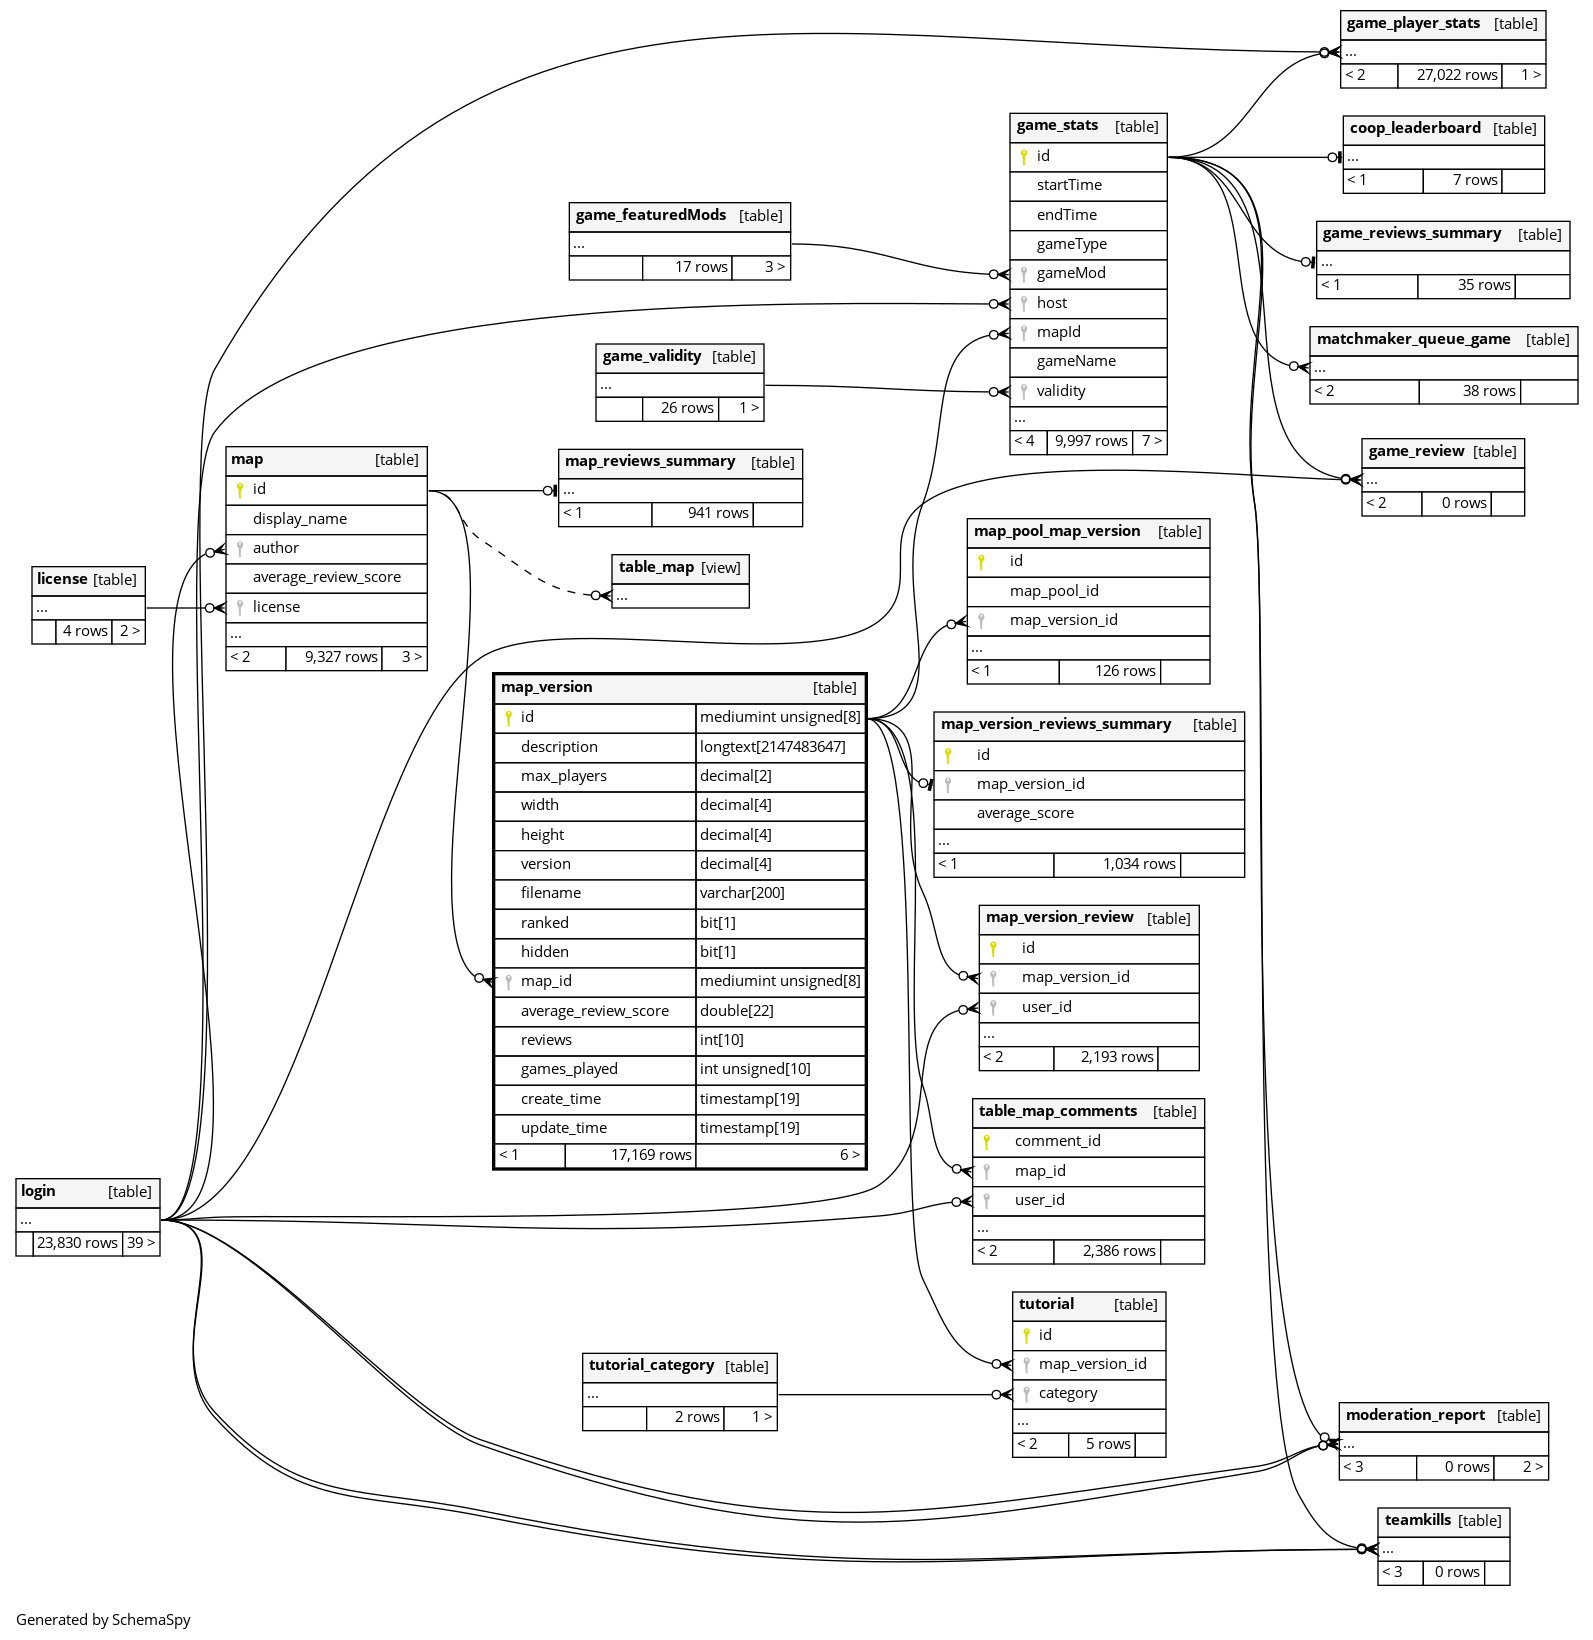 game_player_stats [table]
...
< 2 27,022 rows 1 >
game_stats [table]
id
startTime
endTime
gameType
gameMod
host
mapId
gameName
validity
...
< 4 9,997 rows 7 >
coop_leaderboard [table]
...
< 1 7 rows
game_featuredMods [table]
...
17 rows 3 >
game_reviews_summary [table]
...
< 1 35 rows
matchmaker_queue_game [table]
...
< 2 38 rows
game_validity [table]
...
26 rows 1 >
game_review [table]
...
< 2 0 rows
map [table]
id
display_name
author
average_review_score
license
...
< 2 9,327 rows 3 >
map_reviews_summary [table]
...
< 1 941 rows
table_map [view]
...
license [table]
...
4 rows 2 >
map_pool_map_version [table]
id
map_pool_id
map_version_id
...
< 1 126 rows
map_version [table]
id mediumint unsigned[8]
description longtext[2147483647]
max_players decimal[2]
width decimal[4]
height decimal[4]
version decimal[4]
filename varchar[200]
ranked bit[1]
hidden bit[1]
map_id mediumint unsigned[8]
average_review_score double[22]
reviews int[10]
games_played int unsigned[10]
create_time timestamp[19]
update_time timestamp[19]
< 1 17,169 rows 6 >
map_version_reviews_summary [table]
id
map_version_id
average_score
...
< 1 1,034 rows
map_version_review [table]
id
map_version_id
user_id
...
< 2 2,193 rows
table_map_comments [table]
comment_id
map_id
user_id
...
< 2 2,386 rows
login [table]
...
23,830 rows 39 >
tutorial [table]
id
map_version_id
category
...
< 2 5 rows
tutorial_category [table]
...
2 rows 1 >
moderation_report [table]
...
< 3 0 rows 2 >
teamkills [table]
...
< 3 0 rows
Generated by SchemaSpy